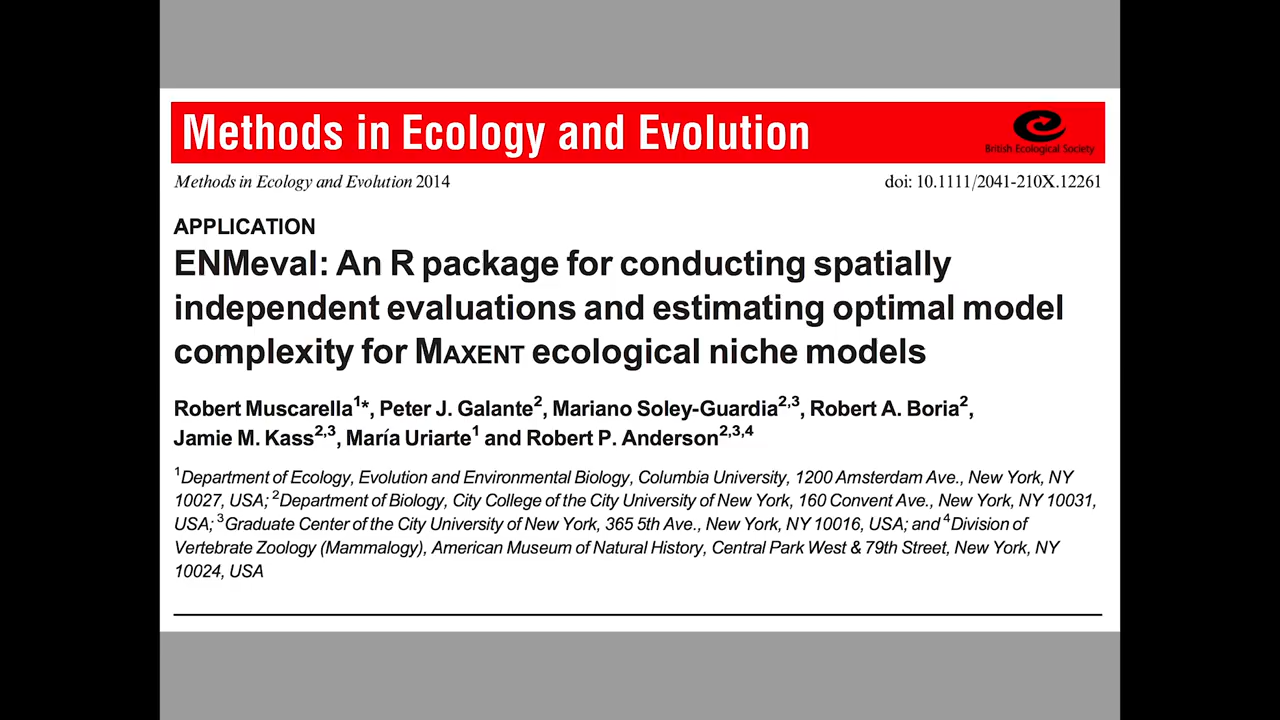 Methods in Ecology and Evolution
British Ecological Society
Methods in Ecology and Evolution 2014
doi: 10.1111/2041-210X.12261
APPLICATION
ENMeval: An R package for conducting spatially
independent evaluations and estimating optimal model
complexity for MAXENT ecological niche models
Robert Muscarella1*, Peter J. Galante2, Mariano Soley-Guardia2,3, Robert A. Boria2,
Jamie M. Kass2,3, María Uriarte1 and Robert P. Anderson2,3,4
1Department of Ecology, Evolution and Environmental Biology, Columbia University, 1200 Amsterdam Ave., New York, NY
10027, USA; 2Department of Biology, City College of the City University of New York, 160 Convent Ave., New York, NY 10031,
USA; 3Graduate Center of the City University of New York, 365 5th Ave., New York, NY 10016, USA; and 4Division of
Vertebrate Zoology (Mammalogy), American Museum of Natural History, Central Park West & 79th Street, New York, NY
10024, USA